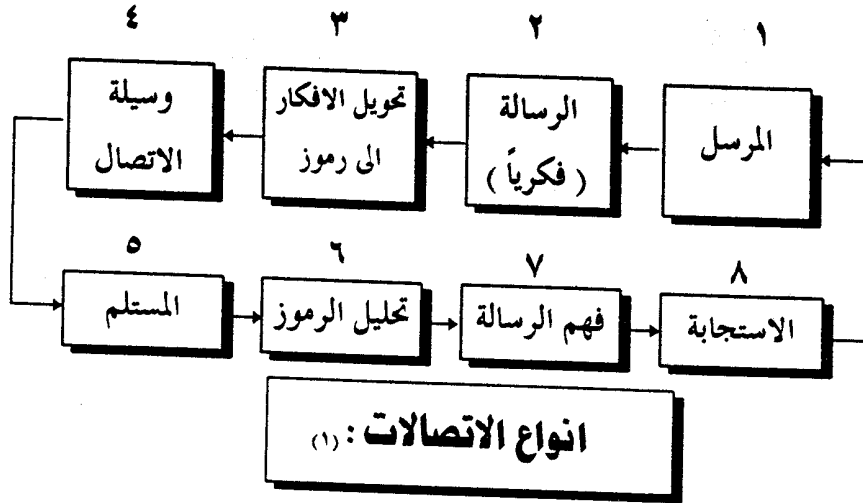 ١
المرسل
٢
الرسالة
( فكرياً )
٣
تحويل الافكار
الى رموز
٤
وسيلة
الاتصال
٥
المستلم
٦
تحليل الرموز
٧
فهم الرسالة
٨
الاستجابة
انواع الاتصالات : (١)